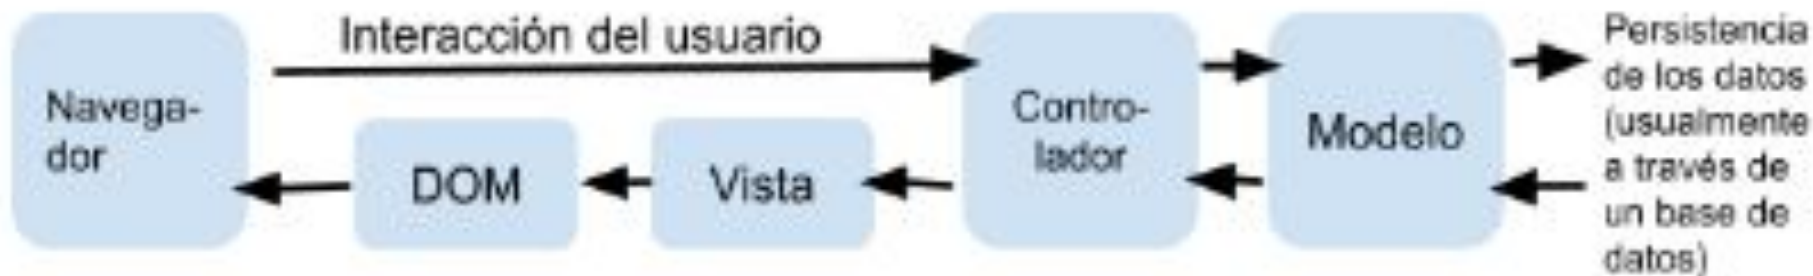 Interacción del usuario
Navega-
dor
DOM
Vista
Contro-
lador
Modelo
Persistencia
de los datos
(usualmente
a través de
un base de
datos)